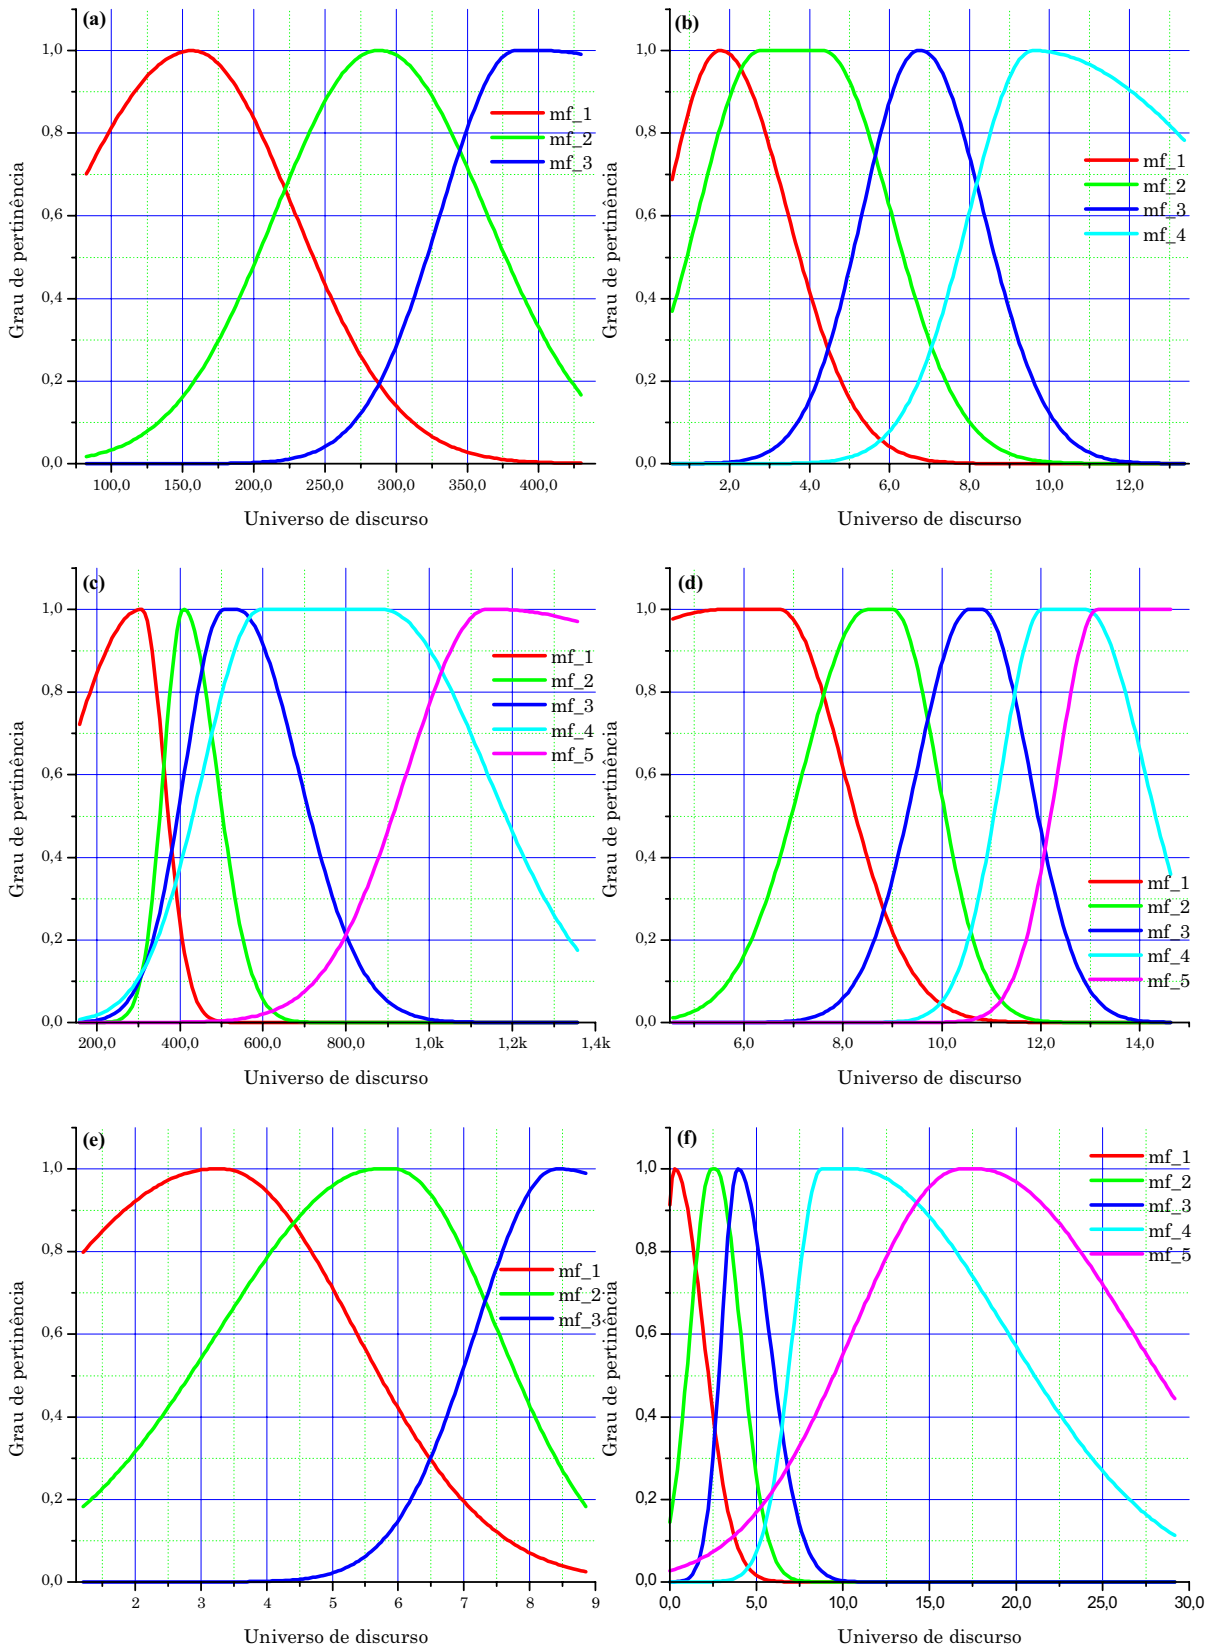 (a)
Grau de pertinência
1,0
0,8
0,6
0,4
0,2
0,0
mf_1
mf_2
mf_3
100,0 150,0 200,0 250,0 300,0 350,0 400,0
Universo de discurso
(b)
Grau de pertinência
1,0
0,8
0,6
0,4
0,2
0,0
mf_1
mf_2
mf_3
mf_4
2,0 4,0 6,0 8,0 10,0 12,0
Universo de discurso
(c)
Grau de pertinência
1,0
0,8
0,6
0,4
0,2
0,0
mf_1
mf_2
mf_3
mf_4
mf_5
200,0 400,0 600,0 800,0 1,0k 1,2k 1,4k
Universo de discurso
(d)
Grau de pertinência
1,0
0,8
0,6
0,4
0,2
0,0
mf_1
mf_2
mf_3
mf_4
mf_5
6,0 8,0 10,0 12,0 14,0
Universo de discurso
(e)
Grau de pertinência
1,0
0,8
0,6
0,4
0,2
0,0
mf_1
mf_2
mf_3
2 3 4 5 6 7 8 9
Universo de discurso
(f)
Grau de pertinência
1,0
0,8
0,6
0,4
0,2
0,0
mf_1
mf_2
mf_3
mf_4
mf_5
0,0 5,0 10,0 15,0 20,0 25,0 30,0
Universo de discurso